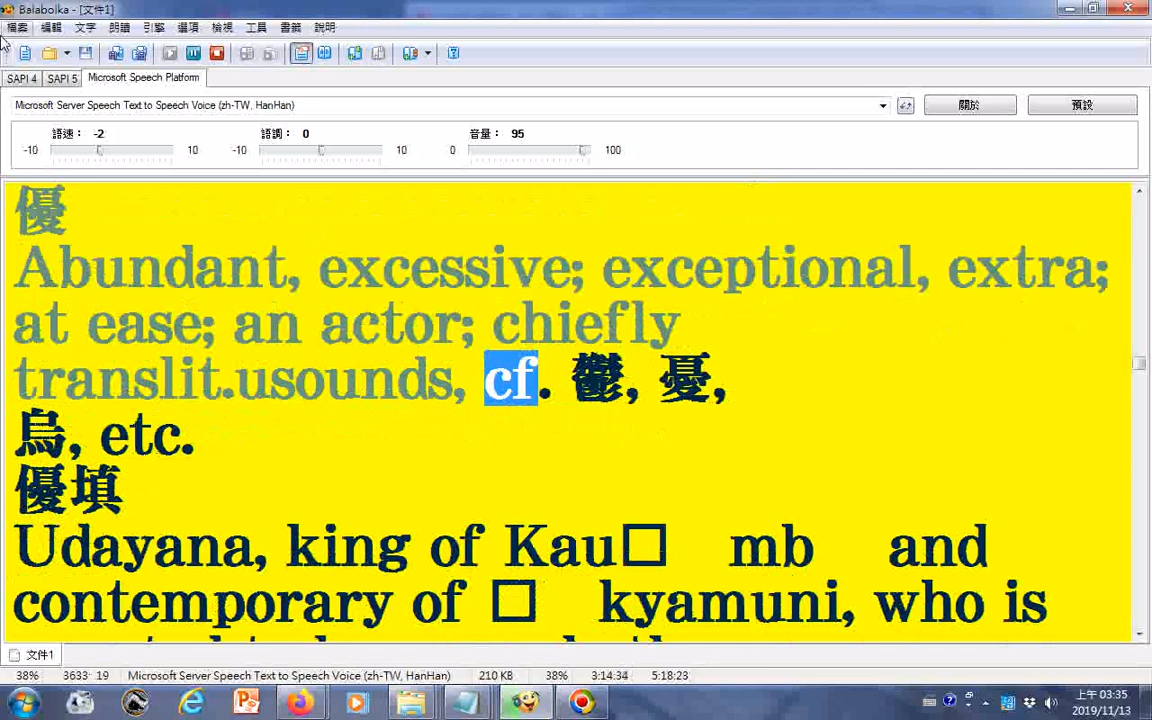 Balabolka - [文件1]
檔案 編輯 文字 朗讀 引擎 選項 檢視 工具 書籤 說明
SAPI 4 SAPI 5 Microsoft Speech Platform
Microsoft Server Speech Text to Speech Voice (zh-TW, HanHan) 關於 預設
語速： -2 語調： 0 音量： 95
-10 10 -10 10 0 100
優
Abundant, excessive; exceptional, extra;
at ease; an actor; chiefly
translit.usounds, cf. 鬱, 憂,
烏, etc.
優填
Udayana, king of Kau□ mb and
contemporary of □ kyamuni, who is
文件1
38% 3633: 19 Microsoft Server Speech Text to Speech Voice (zh-TW, HanHan) 210 KB 38% 3:14:34 5:18:23
上午 03:35
2019/11/13